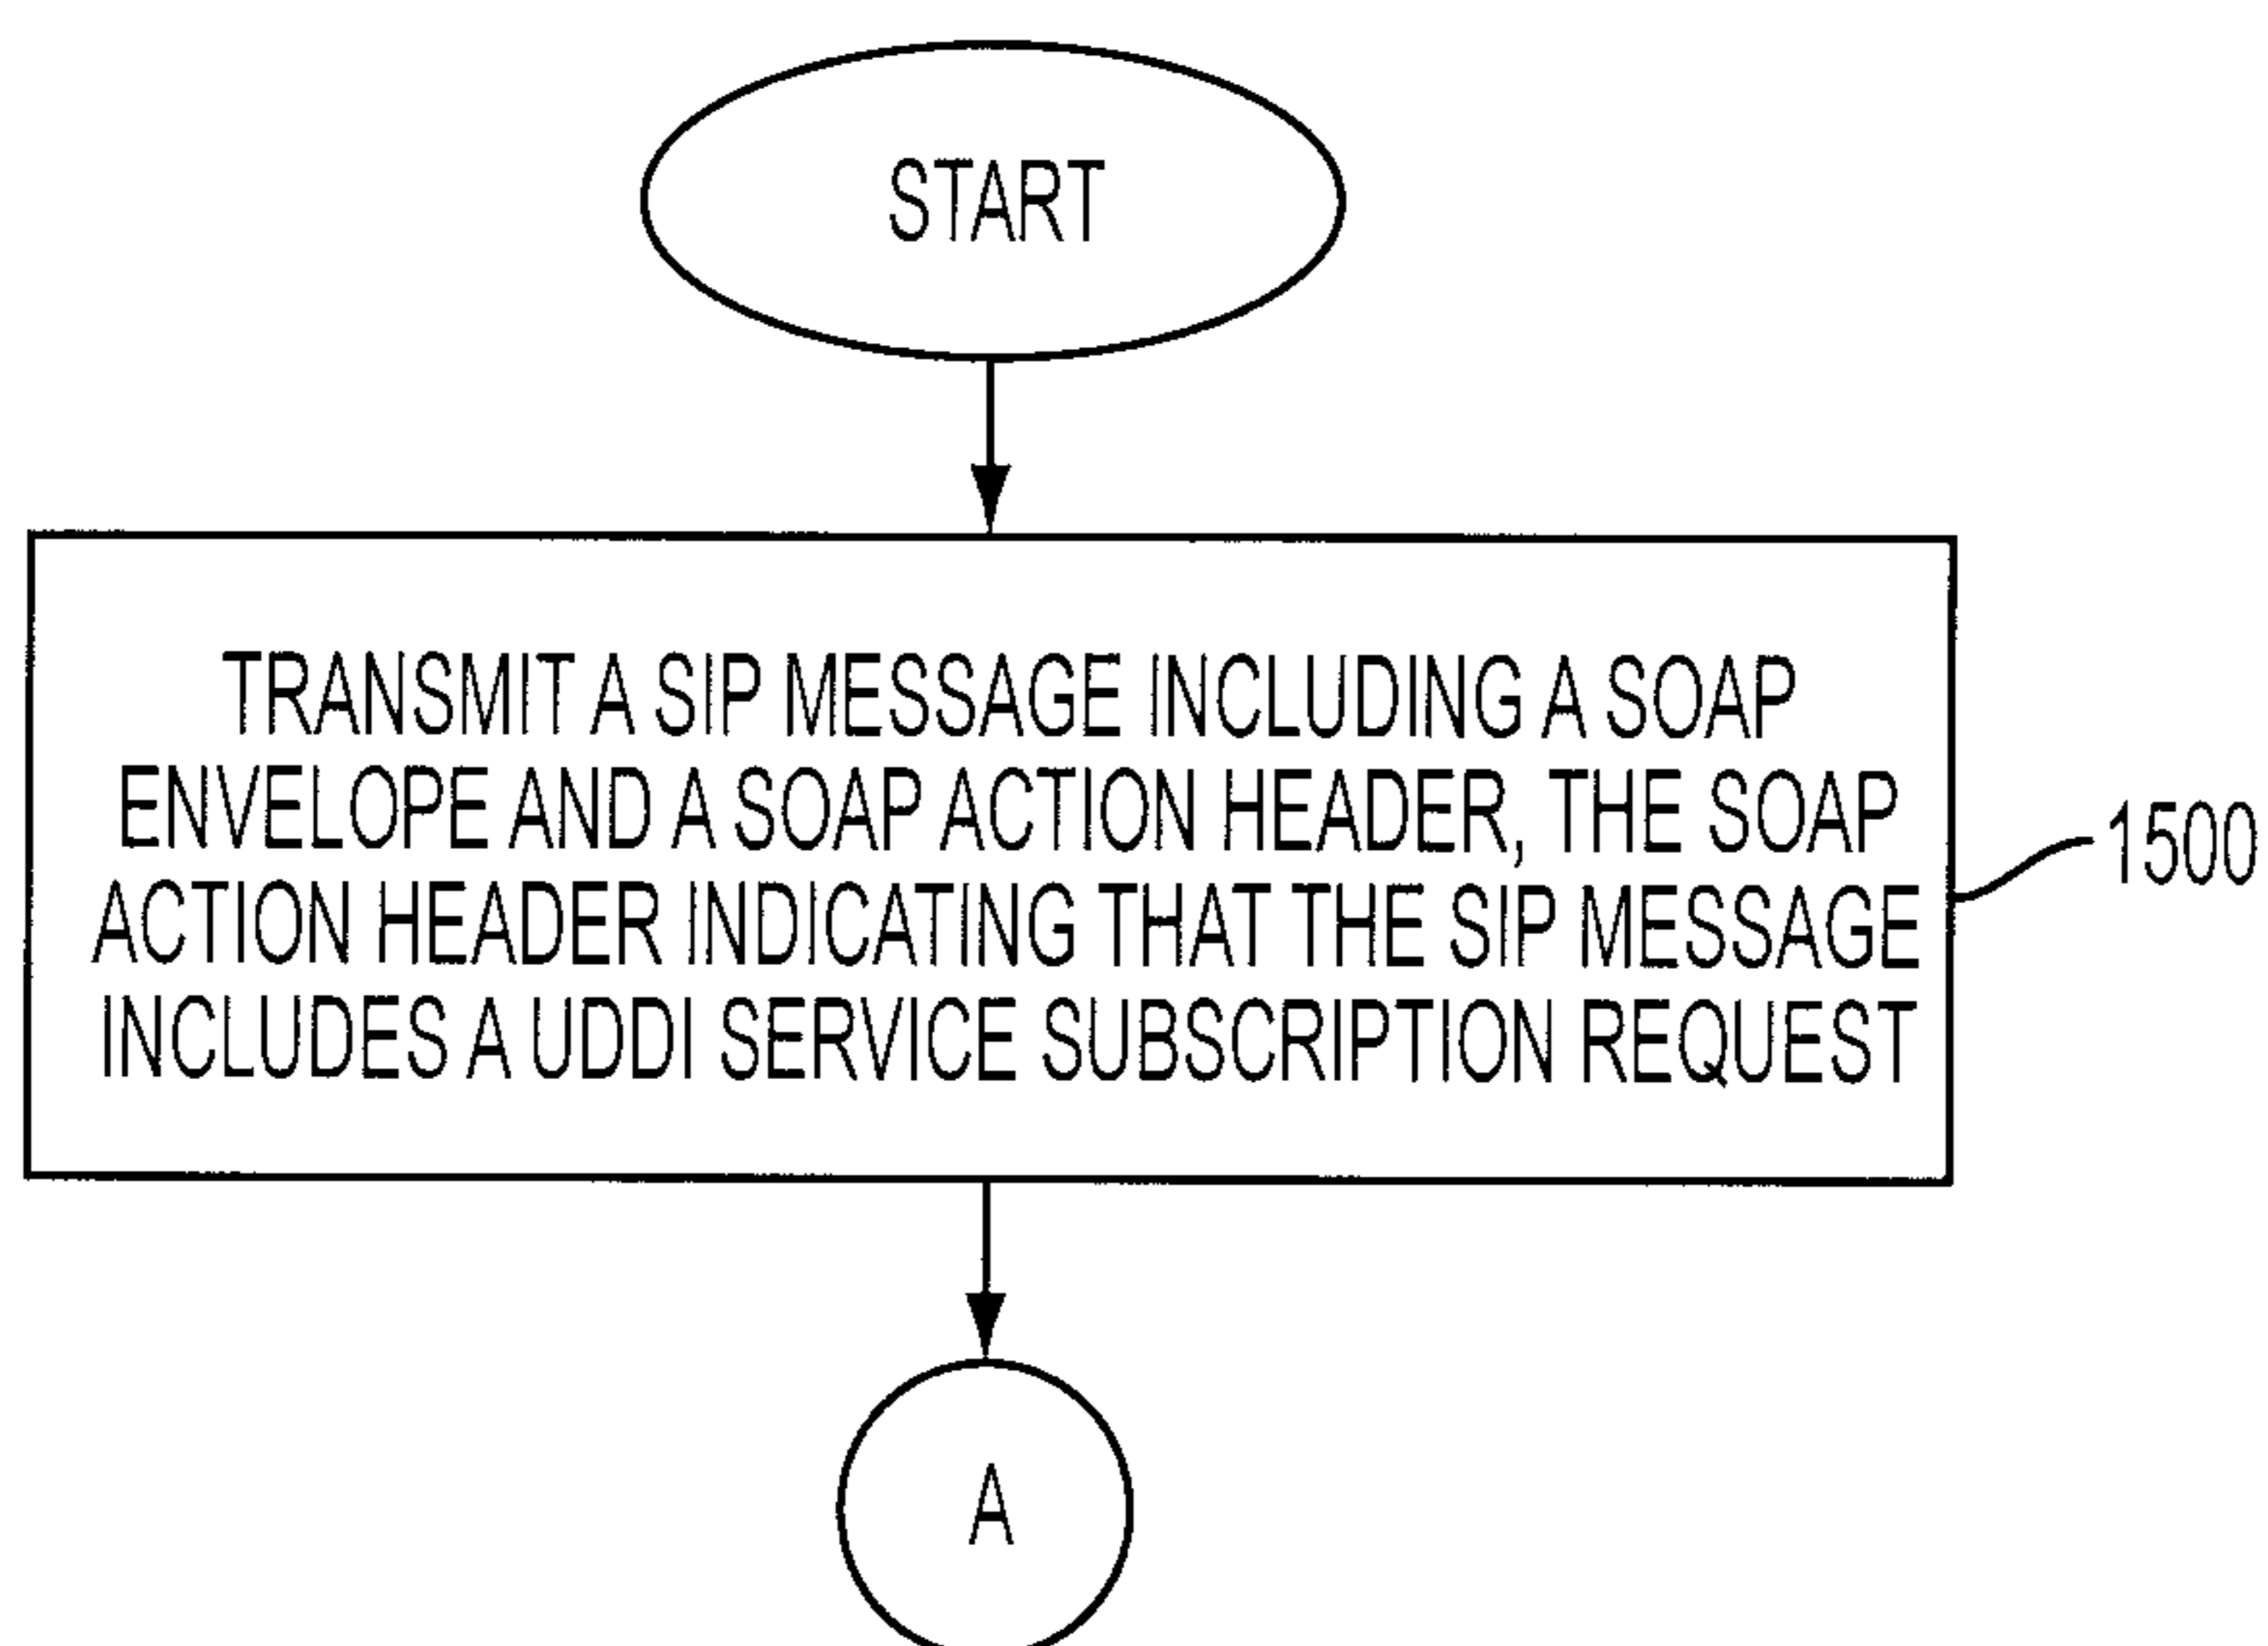 START
TRANSMIT A SIP MESSAGE INCLUDING A SOAP
ENVELOPE AND A SOAP ACTION HEADER, THE SOAP
ACTION HEADER INDICATING THAT THE SIP MESSAGE
INCLUDES A UDDI SERVICE SUBSCRIPTION REQUEST
1500
A